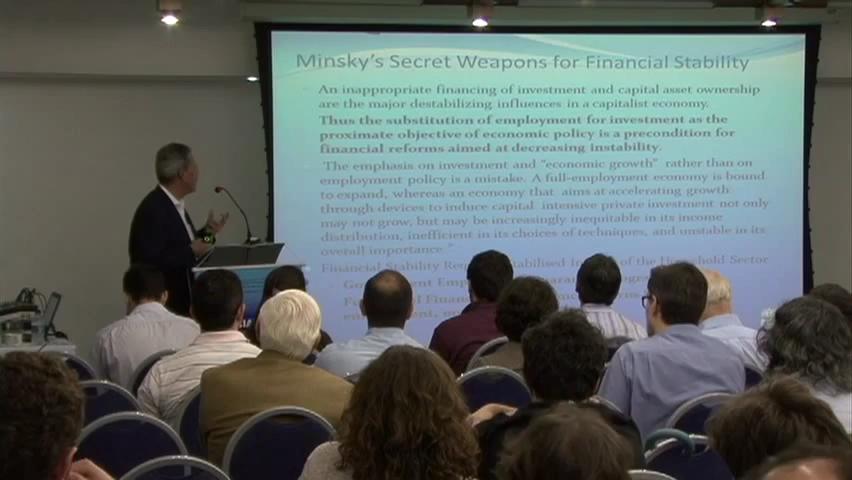 Minsky's Secret Weapons for Financial Stability
An inappropriate financing of investment and capital asset ownership
are the major destabilizing influences in a capitalist economy.
Thus the substitution of employment for investment as the
proximate objective of economic policy is a precondition for
financial reforms aimed at decreasing instability.
The emphasis on investment and "economic growth" rather than on
employment policy is a mistake. A full-employment economy is bound
to expand, whereas an economy that aims at accelerating growth
through devices to induce capital intensive private investment not only
may not grow, but may be increasingly inequitable in its income
distribution, inefficient in its choices of techniques, and unstable in its
overall importance."
Financial Stability of the Household Sector